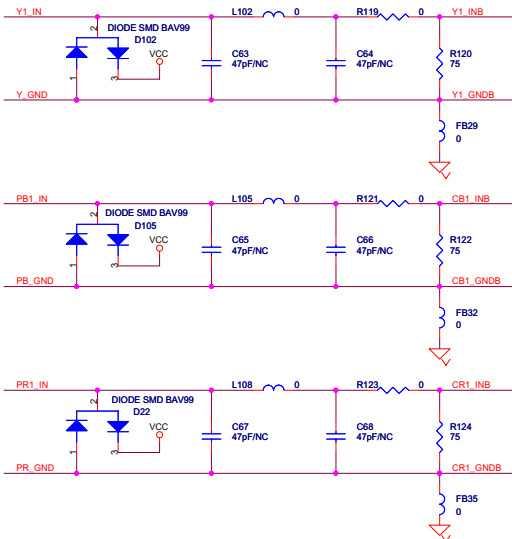 Y1_IN L102 0 R119 0 Y1_INB
2 DIODE SMD BAV99
D102
VCC
C63
47pF/NC
C64
47pF/NC
R120
75
1 3
Y_GND Y1_GNDB
FB29
0
PB1_IN L105 0 R121 0 CB1_INB
2 DIODE SMD BAV99
D105
VCC
C65
47pF/NC
C66
47pF/NC
R122
75
1 3
PB_GND CB1_GNDB
FB32
0
PR1_IN L108 0 R123 0 CR1_INB
2 DIODE SMD BAV99
D22
VCC
C67
47pF/NC
C68
47pF/NC
R124
75
1 3
PR_GND CR1_GNDB
FB35
0